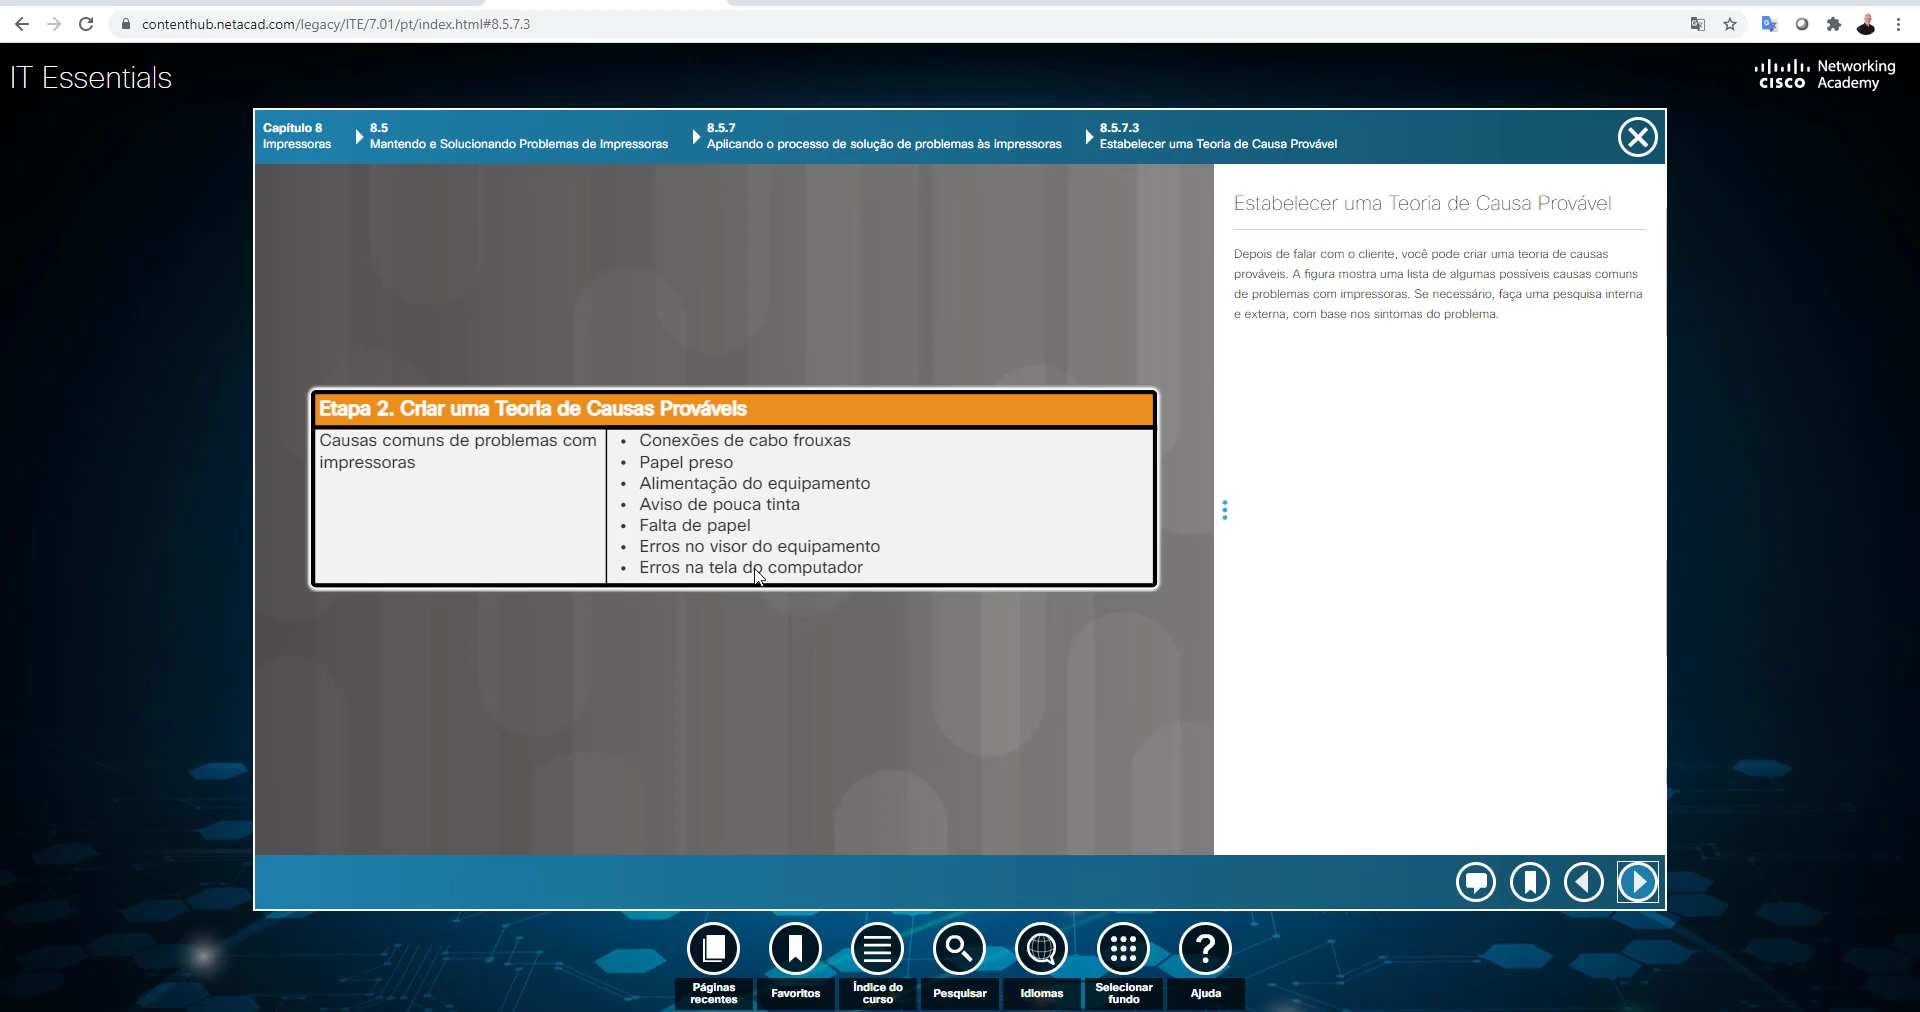 contenthub.netacad.com/legacy/ITE/7.01/pt/index.html#8.5.7.3
IT Essentials
Networking
CISCO Academy
Capítulo 8
Impressoras
8.5
Mantendo e Solucionando Problemas de Impressoras
8.5.7
Aplicando o processo de solução de problemas às impressoras
8.5.7.3
Estabelecer uma Teoria de Causa Provável
Etapa 2. Criar uma Teoria de Causas Prováveis
Causas comuns de problemas com
impressoras
• Conexões de cabo frouxas
• Papel preso
• Alimentação do equipamento
• Aviso de pouca tinta
• Falta de papel
• Erros no visor do equipamento
• Erros na tela do computador
Estabelecer uma Teoria de Causa Provável
Depois de falar com o cliente, você pode criar uma teoria de causas
prováveis. A figura mostra uma lista de algumas possíveis causas comuns
de problemas com impressoras. Se necessário, faça uma pesquisa interna
e externa, com base nos sintomas do problema.
Páginas
recentes
Favoritos
Índice do
curso
Pesquisar
Idiomas
Selecionar
fundo
Ajuda